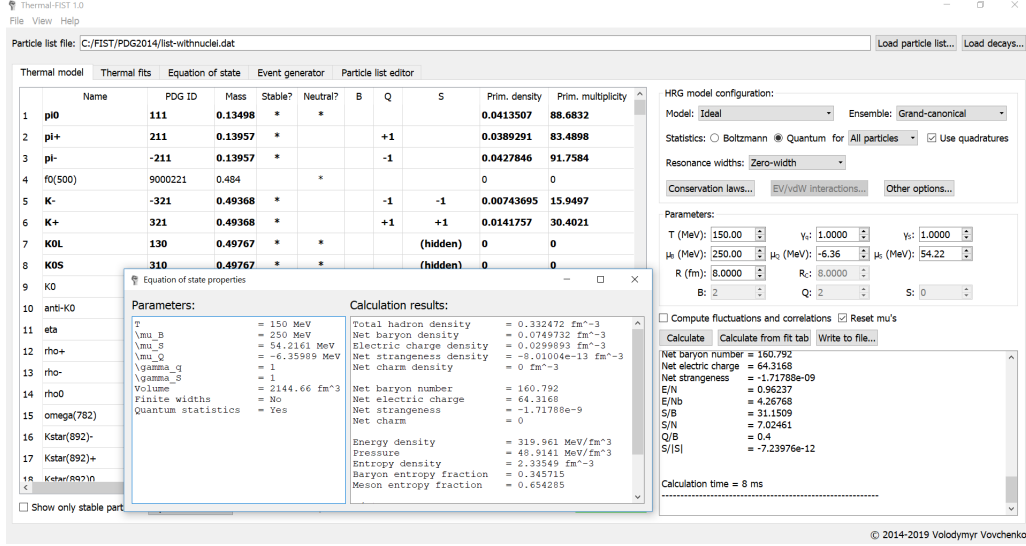 Thermal-FIST 1.0
File View Help
Particle list file: C:/FIST/PDG2014/list-withnuclei.dat Load particle list... Load decays...
Thermal model Thermal fits Equation of state Event generator Particle list editor
Name PDG ID Mass Stable? Neutral? B Q S Prim. density Prim. multiplicity
1 pi0 111 0.13498 * * 0.0413507 88.6832
2 pi+ 211 0.13957 * +1 0.0389291 83.4898
3 pi- -211 0.13957 * -1 0.0427846 91.7584
4 f0(500) 9000221 0.484 * 0 0
5 K- -321 0.49368 * -1 -1 0.00743695 15.9497
6 K+ 321 0.49368 * +1 +1 0.0141757 30.4021
7 K0L 130 0.49767 * * (hidden) 0 0
8 K0S 310 0.49767 * * (hidden) 0 0
9 K0
10 anti-K0
11 eta
12 rho+
13 rho-
14 rho0
15 omega(782)
16 Kstar(892)-
17 Kstar(892)+
18 Kstar(892)0
Show only stable part
Equation of state properties
Parameters:
T = 150 MeV
\mu_B = 250 MeV
\mu_S = 54.2161 MeV
\mu_Q = -6.35989 MeV
\gamma_q = 1
\gamma_S = 1
Volume = 2144.66 fm^3
Finite widths = No
Quantum statistics = Yes
Calculation results:
Total hadron density = 0.332472 fm^-3
Net baryon density = 0.0749732 fm^-3
Electric charge density = 0.0299893 fm^-3
Net strangeness density = -8.01004e-13 fm^-3
Net charm density = 0 fm^-3
Net baryon number = 160.792
Net electric charge = 64.3168
Net strangeness = -1.71788e-9
Net charm = 0
Energy density = 319.961 MeV/fm^3
Pressure = 48.9141 MeV/fm^3
Entropy density = 2.33549 fm^-3
Baryon entropy fraction = 0.345715
Meson entropy fraction = 0.654285
HRG model configuration:
Model: Ideal Ensemble: Grand-canonical
Statistics: Boltzmann Quantum for All particles Use quadratures
Resonance widths: Zero-width
Conservation laws... EV/vdW interactions... Other options...
Parameters:
T (MeV): 150.00 γq: 1.0000 γS: 1.0000
μB (MeV): 250.00 μQ (MeV): -6.36 μS (MeV): 54.22
R (fm): 8.0000 RC: 8.0000
B: 2 Q: 2 S: 0
Compute fluctuations and correlations Reset mu's
Calculate Calculate from fit tab Write to file...
Net baryon number = 160.792
Net electric charge = 64.3168
Net strangeness = -1.71788e-09
E/N = 0.96237
E/Nb = 4.26768
S/B = 31.1509
S/N = 7.02461
Q/B = 0.4
S/|S| = -7.23976e-12
Calculation time = 8 ms
----------------------------------------------------------
© 2014-2019 Volodymyr Vovchenko